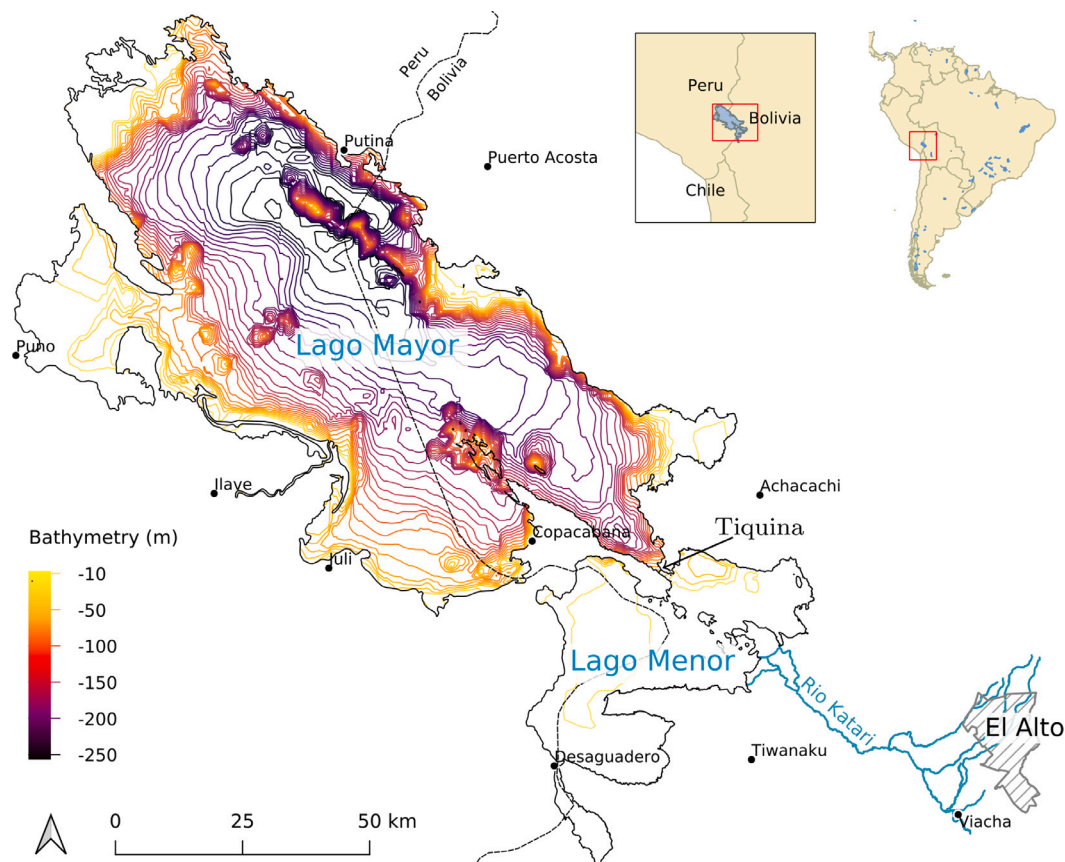 Peru
Bolivia
Putina
Puerto Acosta
Peru
Bolivia
Chile
Puno
Lago Mayor
Ilave
Achacachi
Copacabana
Tiquina
Juli
Bathymetry (m)
-10
-50
-100
-150
-200
-250
Lago Menor
Rio Katari
El Alto
Desaguadero
Tiwanaku
Viacha
0 25 50 km